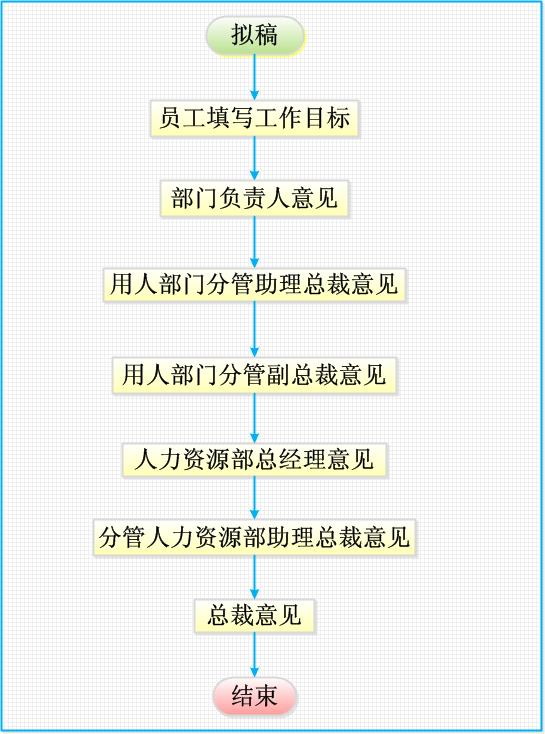 拟稿
员工填写工作目标
部门负责人意见
用人部门分管助理总裁意见
用人部门分管副总裁意见
人力资源部总经理意见
分管人力资源部助理总裁意见
总裁意见
结束